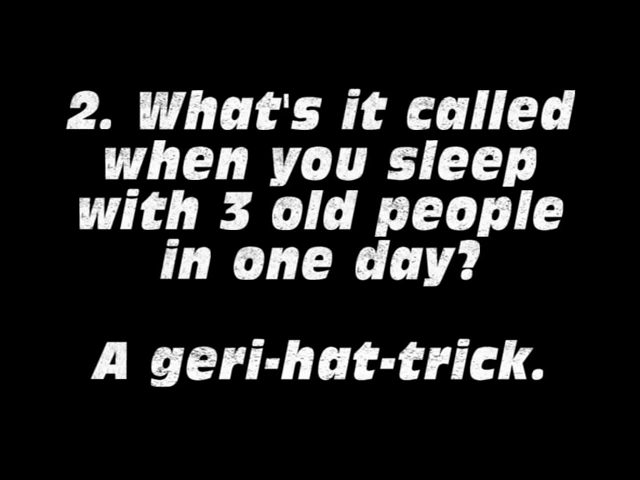 2. What's it called
when you sleep
with 3 old people
in one day?
A geri-hat-trick.